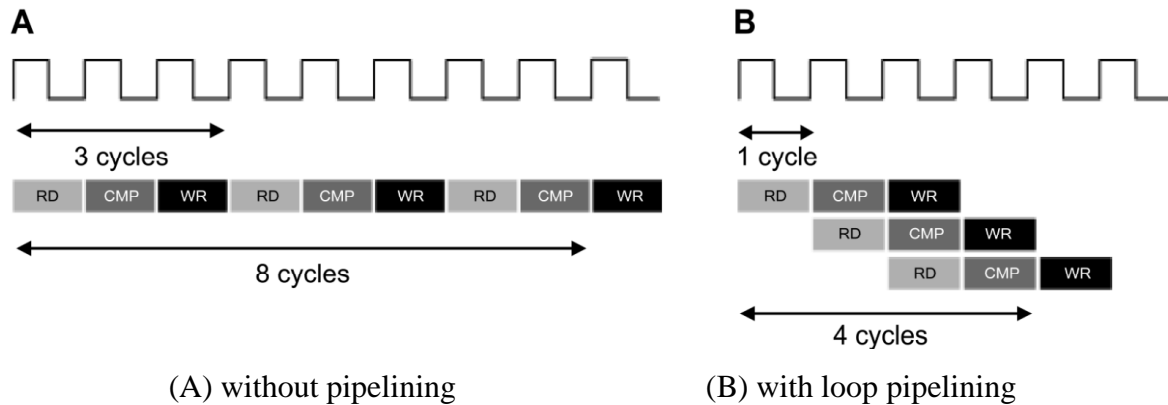 A
3 cycles
RD CMP WR RD CMP WR RD CMP WR
8 cycles
(A) without pipelining
B
1 cycle
RD CMP WR
RD CMP WR
RD CMP WR
4 cycles
(B) with loop pipelining